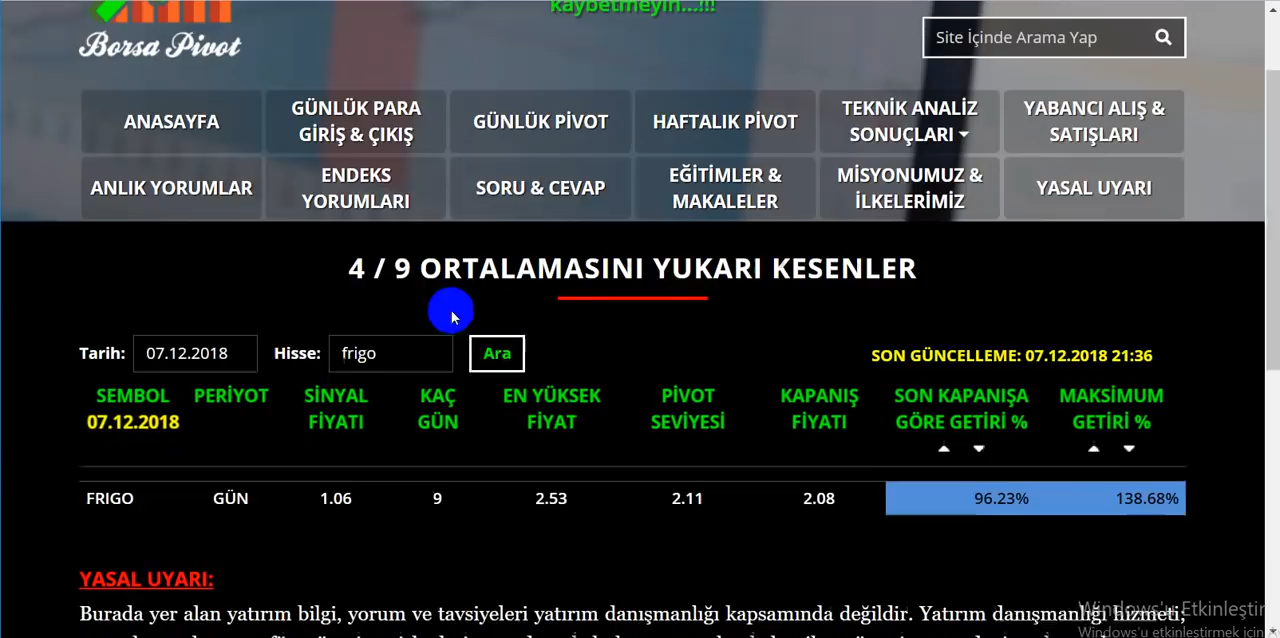 kaybetmeyin...!!!
Borsa Pivot
Site İçinde Arama Yap
ANASAYFA
GÜNLÜK PARA
GİRİŞ & ÇIKIŞ
GÜNLÜK PİVOT
HAFTALIK PİVOT
TEKNİK ANALİZ
SONUÇLARI
YABANCI ALIŞ &
SATIŞLARI
ANLIK YORUMLAR
ENDEKS
YORUMLARI
SORU & CEVAP
EĞİTİMLER &
MAKALELER
MİSYONUMUZ &
İLKELERİMİZ
YASAL UYARI
4 / 9 ORTALAMASINI YUKARI KESENLER
Tarih: 07.12.2018 Hisse: frigo Ara
SON GÜNCELLEME: 07.12.2018 21:36
SEMBOL
07.12.2018
PERİYOT
SİNYAL
FİYATI
KAÇ
GÜN
EN YÜKSEK
FİYAT
PİVOT
SEVİYESİ
KAPANIŞ
FİYATI
SON KAPANIŞA
GÖRE GETİRİ %
MAKSİMUM
GETİRİ %
FRIGO GÜN 1.06 9 2.53 2.11 2.08 96.23% 138.68%
YASAL UYARI:
Burada yer alan yatırım bilgi, yorum ve tavsiyeleri yatırım danışmanlığı kapsamında değildir. Yatırım danışmanlığı hizmeti;
Windows'u Etkinleştir
Windows'u etkinleştirmek için